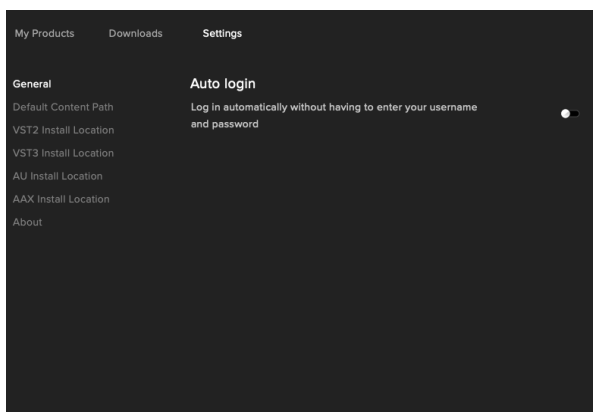 My Products Downloads Settings
General
Default Content Path
VST2 Install Location
VST3 Install Location
AU Install Location
AAX Install Location
About
Auto login
Log in automatically without having to enter your username
and password